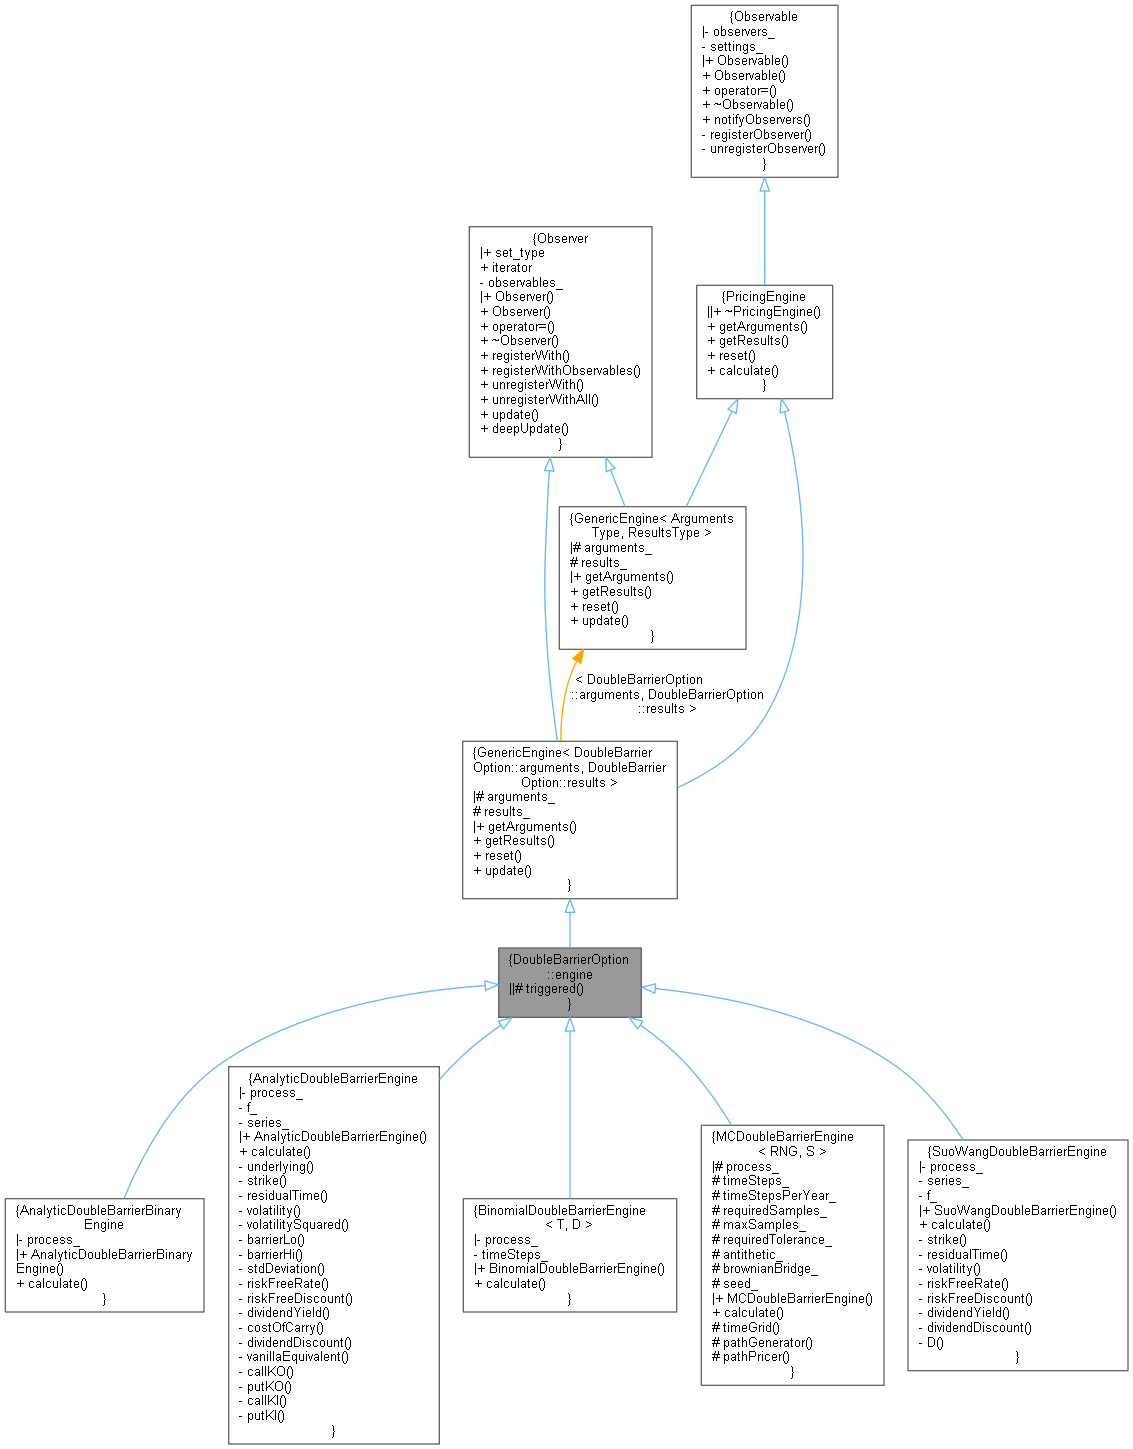 {Observable
|- observers_
- settings_
|+ Observable()
+ Observable()
+ operator=()
+ ~Observable()
+ notifyObservers()
- registerObserver()
- unregisterObserver()
}
{Observer
|+ set_type
+ iterator
- observables_
|+ Observer()
+ Observer()
+ operator=()
+ ~Observer()
+ registerWith()
+ registerWithObservables()
+ unregisterWith()
+ unregisterWithAll()
+ update()
+ deepUpdate()
}
{PricingEngine
||+ ~PricingEngine()
+ getArguments()
+ getResults()
+ reset()
+ calculate()
}
{GenericEngine< Arguments
Type, ResultsType >
|# arguments_
# results_
|+ getArguments()
+ getResults()
+ reset()
+ update()
}
< DoubleBarrierOption
::arguments, DoubleBarrierOption
::results >
{GenericEngine< DoubleBarrier
Option::arguments, DoubleBarrier
Option::results >
|# arguments_
# results_
|+ getArguments()
+ getResults()
+ reset()
+ update()
}
{DoubleBarrierOption
::engine
||# triggered()
}
{AnalyticDoubleBarrierBinary
Engine
|- process_
|+ AnalyticDoubleBarrierBinary
Engine()
+ calculate()
}
{AnalyticDoubleBarrierEngine
|- process_
- f_
- series_
|+ AnalyticDoubleBarrierEngine()
+ calculate()
- underlying()
- strike()
- residualTime()
- volatility()
- volatilitySquared()
- barrierLo()
- barrierHi()
- stdDeviation()
- riskFreeRate()
- riskFreeDiscount()
- dividendYield()
- costOfCarry()
- dividendDiscount()
- vanillaEquivalent()
- callKO()
- putKO()
- callKI()
- putKI()
}
{BinomialDoubleBarrierEngine
< T, D >
|- process_
- timeSteps_
|+ BinomialDoubleBarrierEngine()
+ calculate()
}
{MCDoubleBarrierEngine
< RNG, S >
|# process_
# timeSteps_
# timeStepsPerYear_
# requiredSamples_
# maxSamples_
# requiredTolerance_
# antithetic_
# brownianBridge_
# seed_
|+ MCDoubleBarrierEngine()
+ calculate()
# timeGrid()
# pathGenerator()
# pathPricer()
}
{SuoWangDoubleBarrierEngine
|- process_
- series_
- f_
|+ SuoWangDoubleBarrierEngine()
+ calculate()
- strike()
- residualTime()
- volatility()
- riskFreeRate()
- riskFreeDiscount()
- dividendYield()
- dividendDiscount()
- D()
}